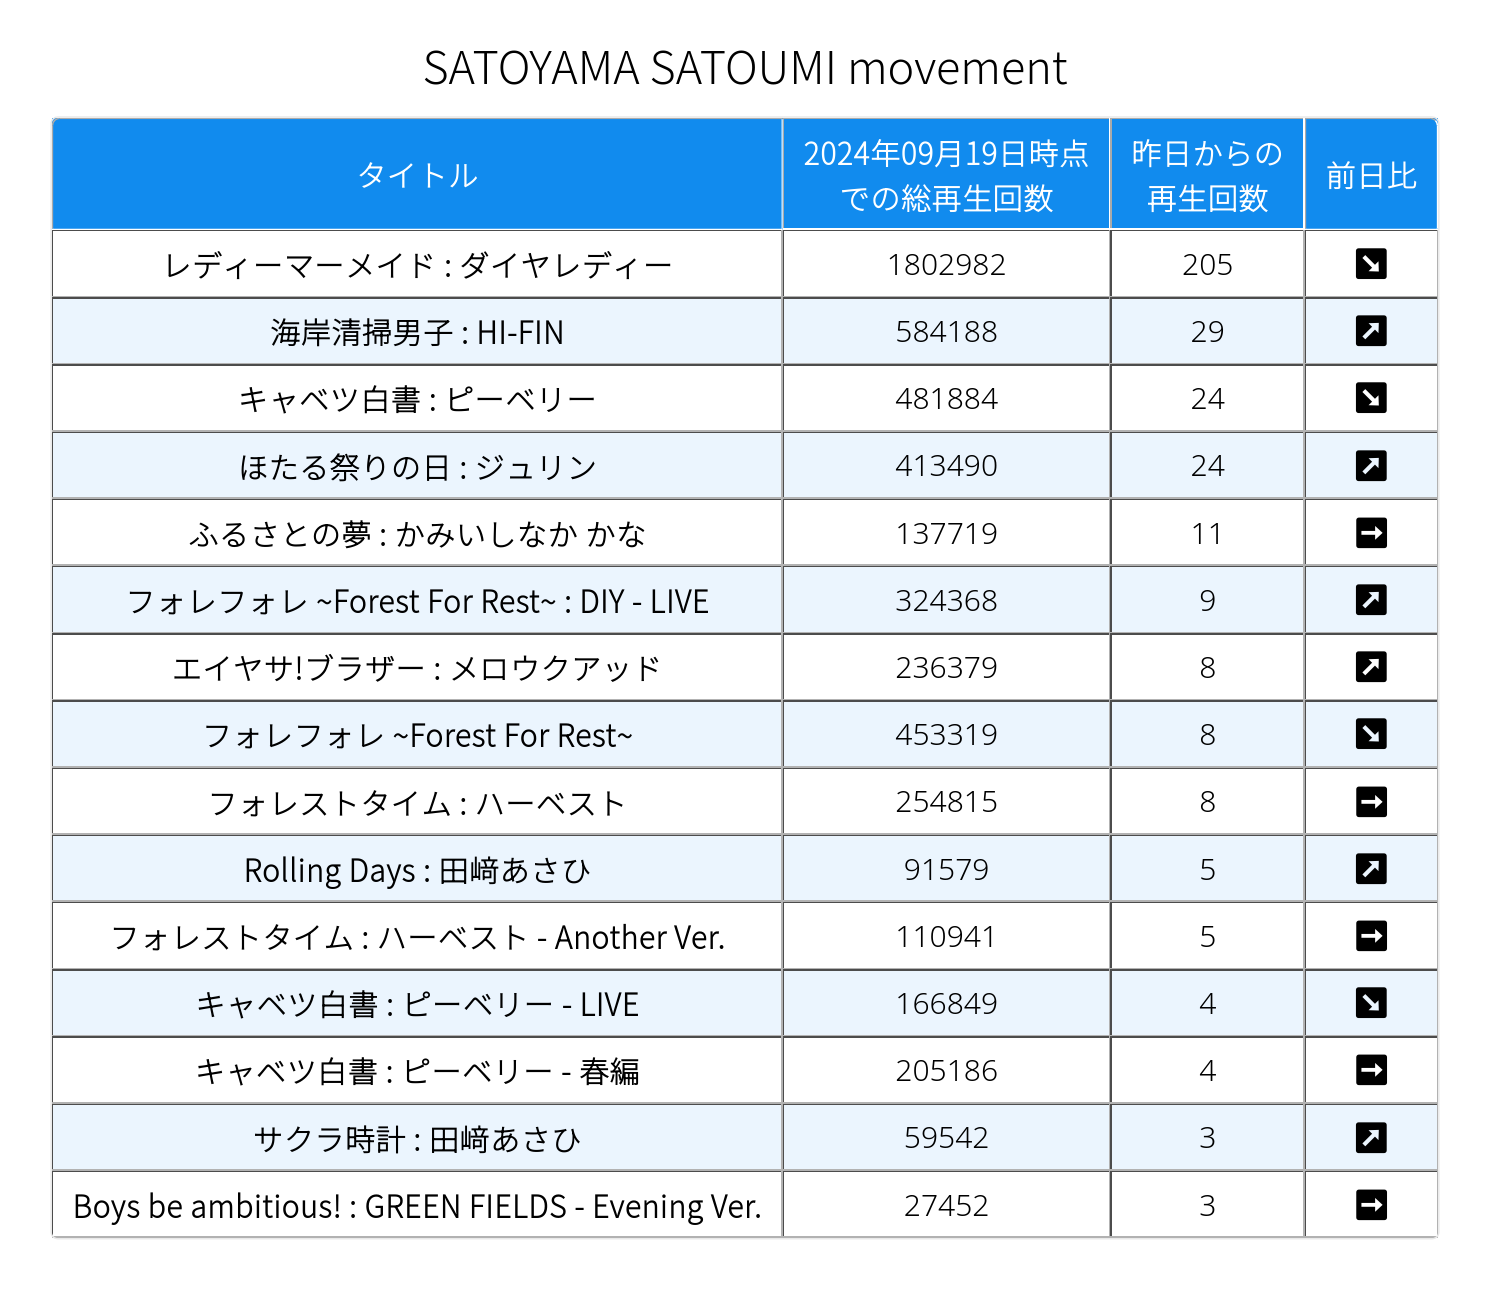 SATOYAMA SATOUMI movement
タイトル 2024年09月19日時点での総再生回数 昨日からの再生回数 前日比
レディーマーメイド : ダイヤレディー 1802982 205 ↘
海岸清掃男子 : HI-FIN 584188 29 ↗
キャベツ白書 : ピーベリー 481884 24 ↘
ほたる祭りの日 : ジュリン 413490 24 ↗
ふるさとの夢 : かみいしなか かな 137719 11 →
フォレフォレ ~Forest For Rest~ : DIY - LIVE 324368 9 ↗
エイヤサ!ブラザー : メロウクアッド 236379 8 ↗
フォレフォレ ~Forest For Rest~ 453319 8 ↘
フォレストタイム : ハーベスト 254815 8 →
Rolling Days : 田﨑あさひ 91579 5 ↗
フォレストタイム : ハーベスト - Another Ver. 110941 5 →
キャベツ白書 : ピーベリー - LIVE 166849 4 ↘
キャベツ白書 : ピーベリー - 春編 205186 4 →
サクラ時計 : 田﨑あさひ 59542 3 ↗
Boys be ambitious! : GREEN FIELDS - Evening Ver. 27452 3 →